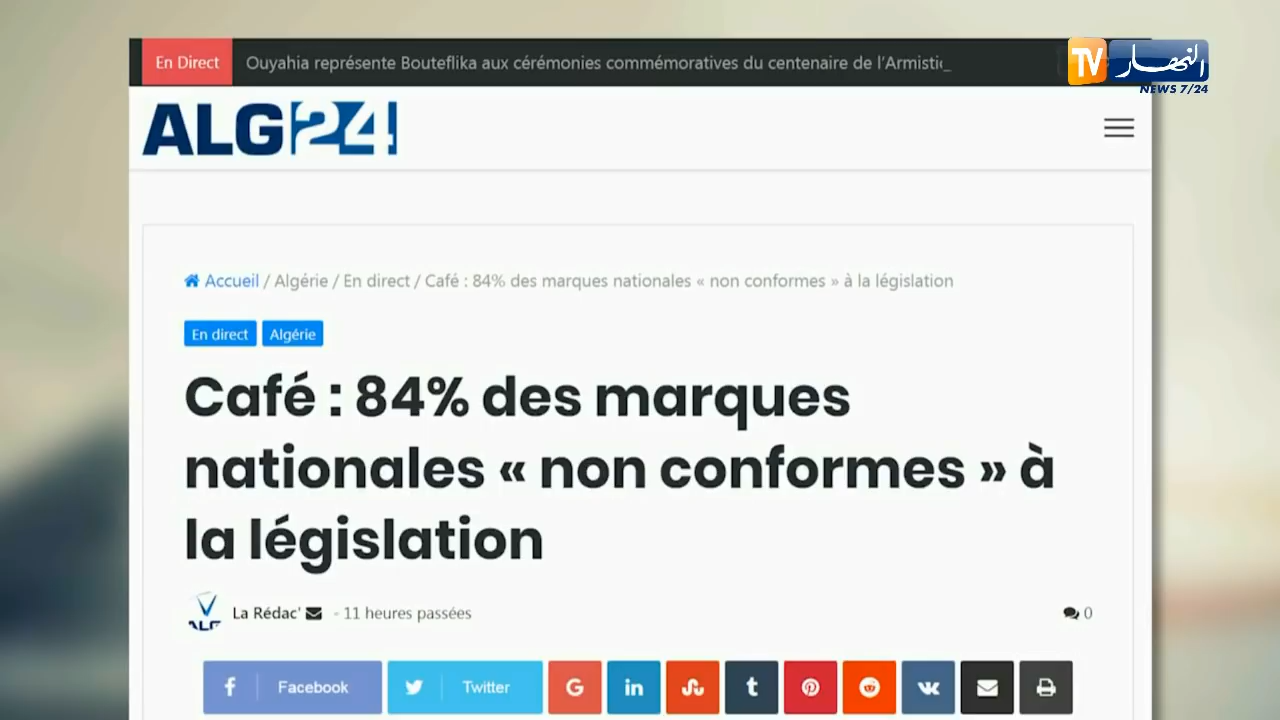 En Direct
Ouyahia représente Bouteflika aux cérémonies commémoratives du centenaire de l'Armistic_
TV النهار
NEWS 7/24
ALG24
Accueil / Algérie / En direct / Café : 84% des marques nationales « non conformes » à la législation
En direct
Algérie
Café : 84% des marques
nationales « non conformes » à
la législation
La Rédac' - 11 heures passées
0
Facebook
Twitter